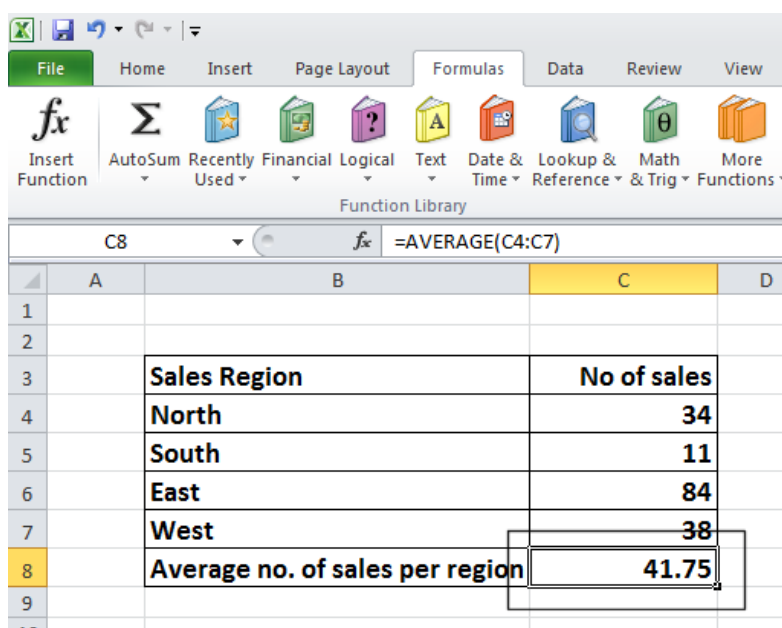 File Home Insert Page Layout Formulas Data Review View
fx Σ ? A θ
Insert AutoSum Recently Financial Logical Text Date & Lookup & Math More
Function Used Time Reference & Trig Functions
Function Library
C8 fx =AVERAGE(C4:C7)
A B C D
1
2
3 Sales Region No of sales
4 North 34
5 South 11
6 East 84
7 West 38
8 Average no. of sales per region 41.75
9